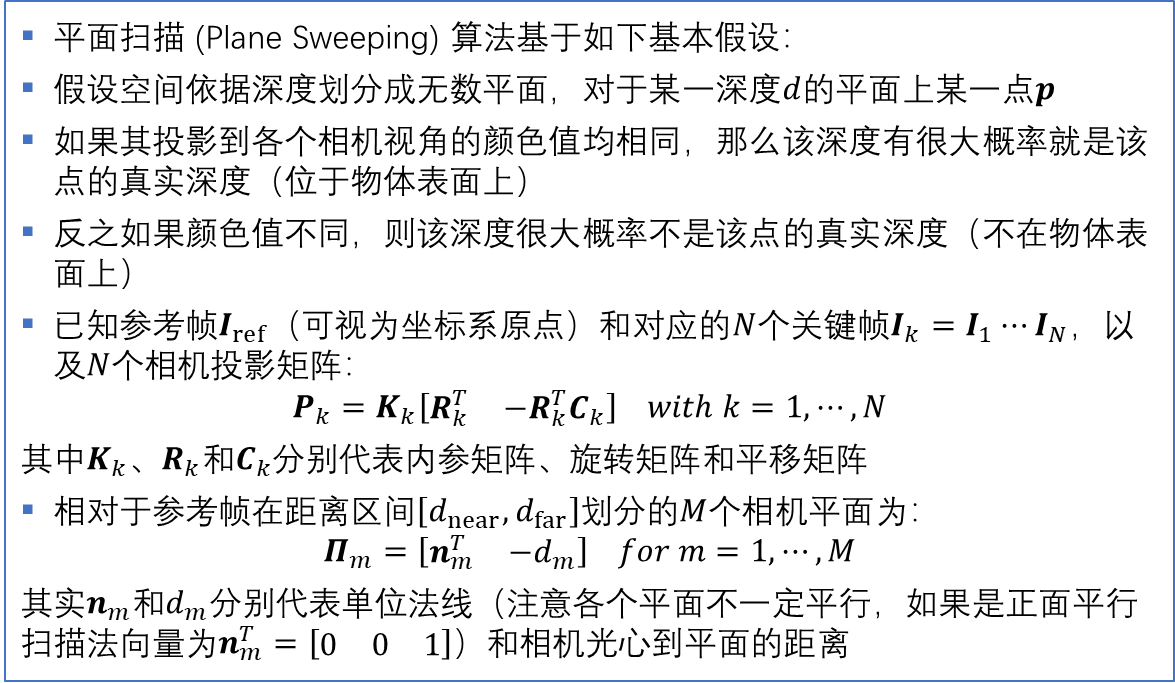 ▪ 平面扫描 (Plane Sweeping) 算法基于如下基本假设：
▪ 假设空间依据深度划分成无数平面，对于某一深度𝑑的平面上某一点𝒑
▪ 如果其投影到各个相机视角的颜色值均相同，那么该深度有很大概率就是该
点的真实深度（位于物体表面上）
▪ 反之如果颜色值不同，则该深度很大概率不是该点的真实深度（不在物体表
面上）
▪ 已知参考帧𝑰_ref（可视为坐标系原点）和对应的𝑁个关键帧𝑰_𝑘 = 𝑰_1 ⋯ 𝑰_𝑁，以
及𝑁个相机投影矩阵：
𝑷_𝑘 = 𝑲_𝑘[𝑹_𝑘^𝑇 −𝑹_𝑘^𝑇𝑪_𝑘] with 𝑘 = 1, ⋯, 𝑁
其中𝑲_𝑘、𝑹_𝑘和𝑪_𝑘分别代表内参矩阵、旋转矩阵和平移矩阵
▪ 相对于参考帧在距离区间[𝑑_near, 𝑑_far]划分的𝑀个相机平面为：
𝜫_𝑚 = [𝒏_𝑚^𝑇 −𝑑_𝑚] for 𝑚 = 1, ⋯, 𝑀
其实𝒏_𝑚和𝑑_𝑚分别代表单位法线（注意各个平面不一定平行，如果是正面平行
扫描法向量为𝒏_𝑚^𝑇 = [0 0 1]）和相机光心到平面的距离